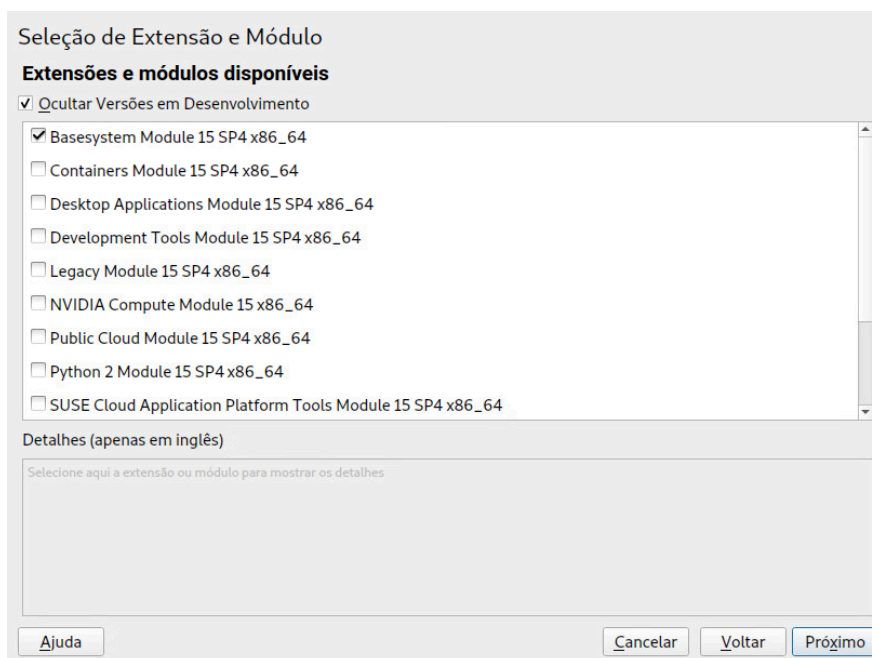 Seleção de Extensão e Módulo
Extensões e módulos disponíveis
Ocultar Versões em Desenvolvimento
Basesystem Module 15 SP4 x86_64
Containers Module 15 SP4 x86_64
Desktop Applications Module 15 SP4 x86_64
Development Tools Module 15 SP4 x86_64
Legacy Module 15 SP4 x86_64
NVIDIA Compute Module 15 x86_64
Public Cloud Module 15 SP4 x86_64
Python 2 Module 15 SP4 x86_64
SUSE Cloud Application Platform Tools Module 15 SP4 x86_64
Detalhes (apenas em inglês)
Selecione aqui a extensão ou módulo para mostrar os detalhes
Ajuda Cancelar Voltar Próximo